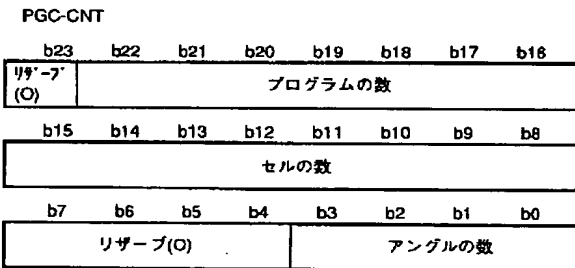 PGC-CNT
b23 b22 b21 b20 b19 b18 b17 b16
ﾘｻﾞｰﾌﾞ
(O)
プログラムの数
b15 b14 b13 b12 b11 b10 b9 b8
セルの数
b7 b6 b5 b4 b3 b2 b1 b0
リザーブ(O) アングルの数